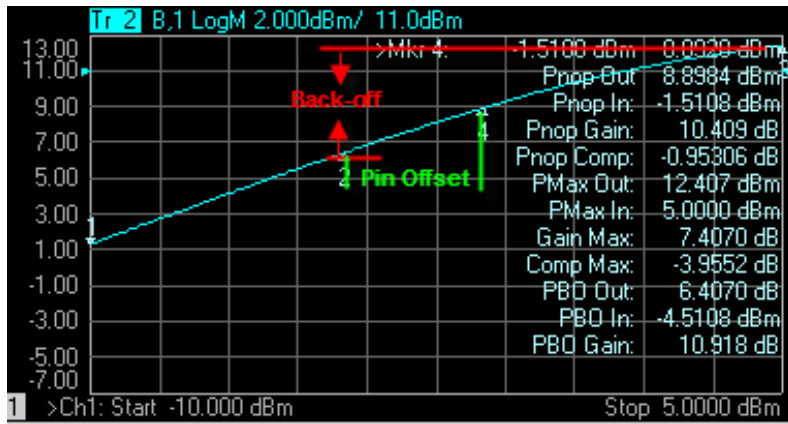 Tr 2 B,1 LogM 2.000dBm/ 11.0dBm
13.00 >Mkr 4: -1.5100 dBm
11.00 Pnop Out 8.8984 dBm
Back-off
9.00 Pnop In: -1.5108 dBm
7.00 4 Pnop Gain: 10.409 dB
Pnop Comp: -0.95306 dB
5.00 2 Pin Offset PMax Out: 12.407 dBm
3.00 1 PMax In: 5.0000 dBm
1.00 Gain Max: 7.4070 dB
Comp Max: -3.9552 dB
-1.00 PBO Out: 6.4070 dB
-3.00 PBO In: -4.5108 dBm
-5.00 PBO Gain: 10.918 dB
-7.00
1 >Ch1: Start -10.000 dBm Stop 5.0000 dBm